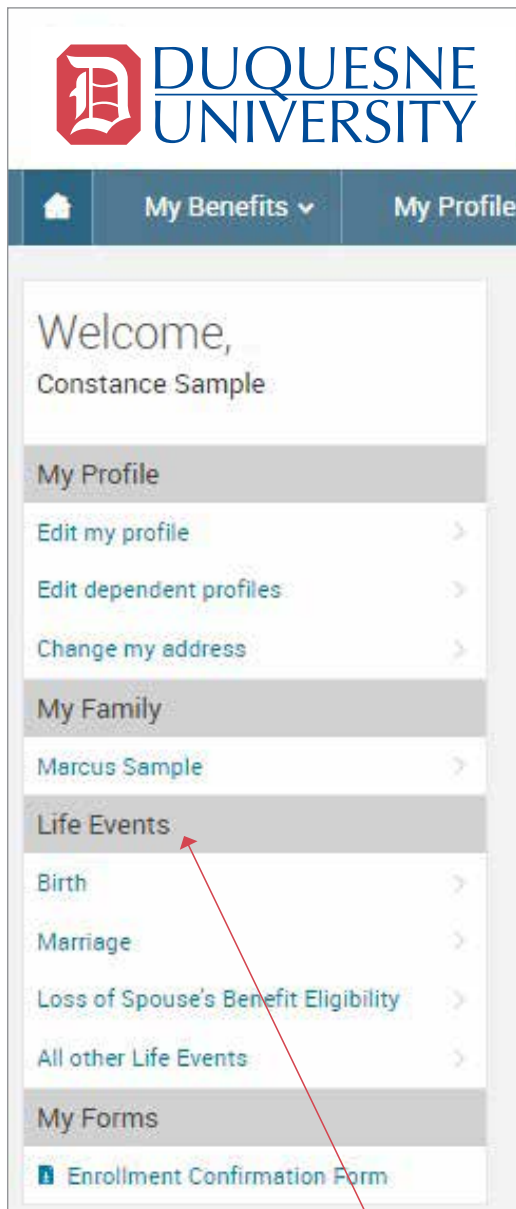 DUQUESNE
UNIVERSITY
My Benefits
My Profile
Welcome,
Constance Sample
My Profile
Edit my profile
Edit dependent profiles
Change my address
My Family
Marcus Sample
Life Events
Birth
Marriage
Loss of Spouse's Benefit Eligibility
All other Life Events
My Forms
Enrollment Confirmation Form